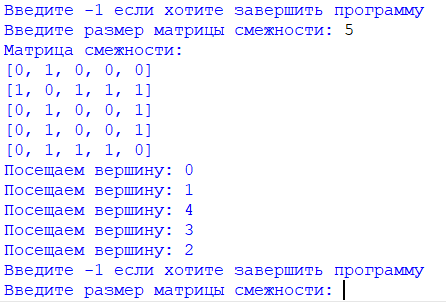 Введите -1 если хотите завершить программу
Введите размер матрицы смежности: 5
Матрица смежности:
[0, 1, 0, 0, 0]
[1, 0, 1, 1, 1]
[0, 1, 0, 0, 1]
[0, 1, 0, 0, 1]
[0, 1, 1, 1, 0]
Посещаем вершину: 0
Посещаем вершину: 1
Посещаем вершину: 4
Посещаем вершину: 3
Посещаем вершину: 2
Введите -1 если хотите завершить программу
Введите размер матрицы смежности: